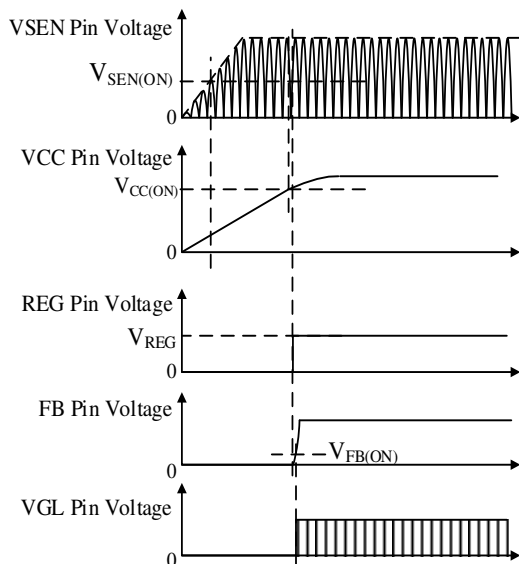 VSEN Pin Voltage
VSEN(ON)
0
VCC Pin Voltage
VCC(ON)
0
REG Pin Voltage
VREG
0
FB Pin Voltage
VFB(ON)
0
VGL Pin Voltage
0